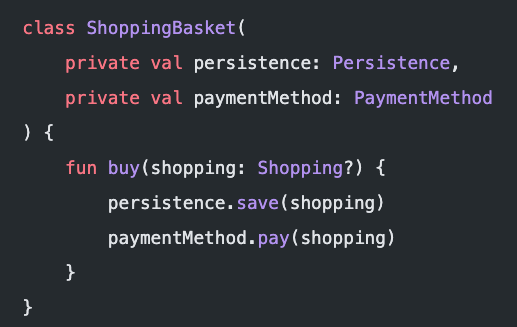 class ShoppingBasket(
    private val persistence: Persistence,
    private val paymentMethod: PaymentMethod
) {
    fun buy(shopping: Shopping?) {
        persistence.save(shopping)
        paymentMethod.pay(shopping)
    }
}